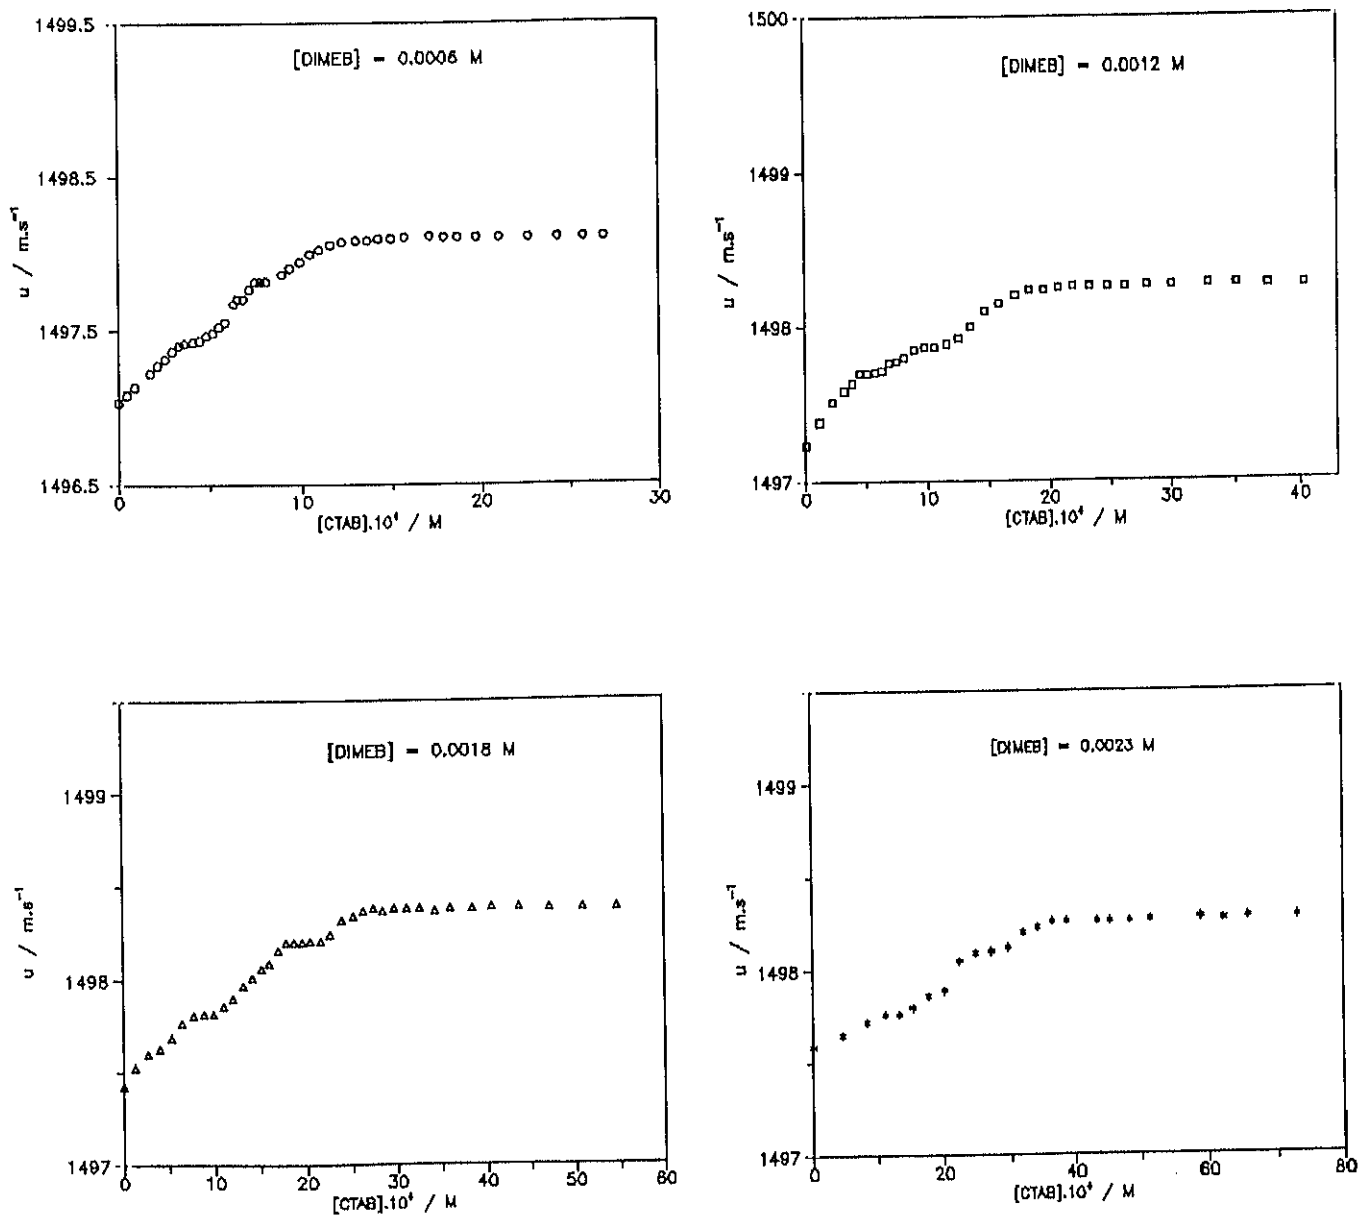 [DIMEB] = 0.0006 M
1499.5
1498.5
1497.5
1496.5
u / m.s⁻¹
0 10 20 30
[CTAB].10⁴ / M
[DIMEB] = 0.0012 M
1500
1499
1498
1497
u / m.s⁻¹
0 10 20 30 40
[CTAB].10⁴ / M
[DIMEB] = 0.0018 M
1499
1498
1497
u / m.s⁻¹
0 10 20 30 40 50 60
[CTAB].10⁴ / M
[DIMEB] = 0.0023 M
1499
1498
1497
u / m.s⁻¹
0 20 40 60 80
[CTAB].10⁴ / M